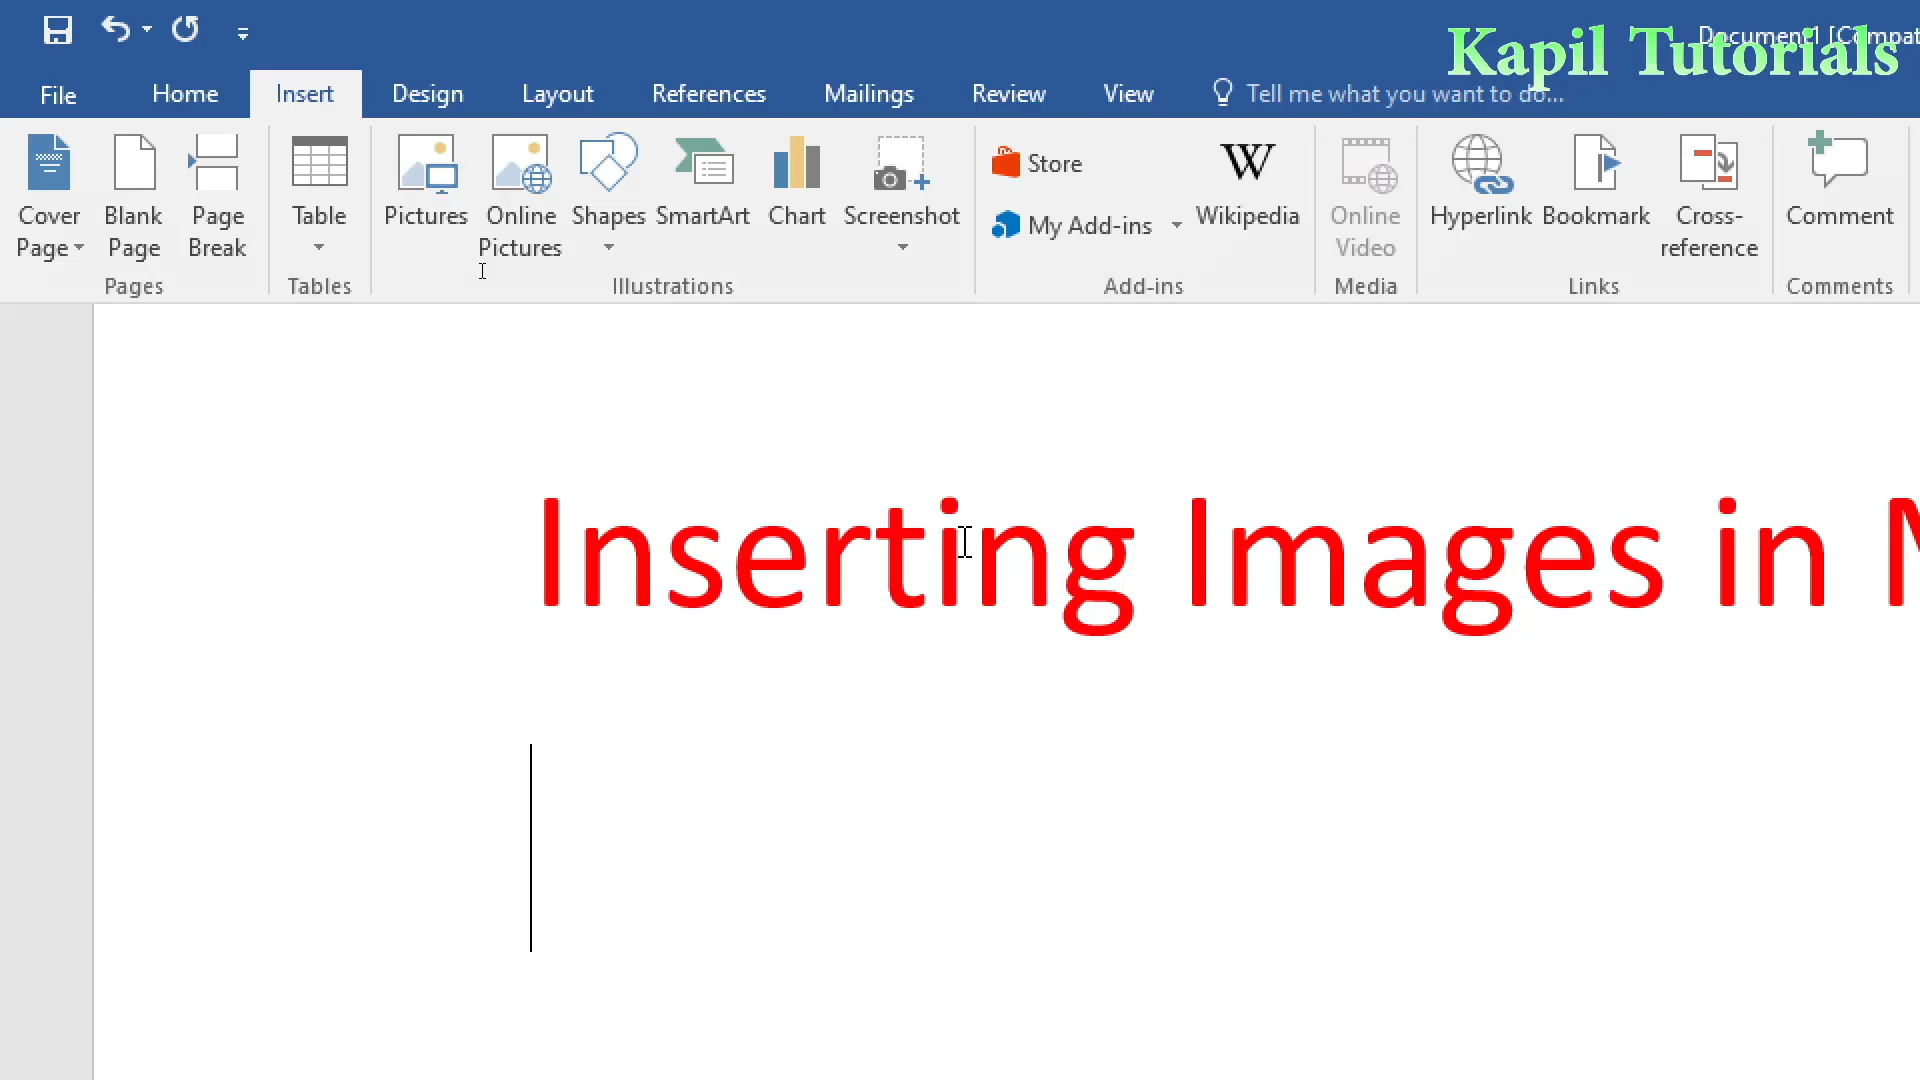 Document1 [Compat
Kapil Tutorials
File Home Insert Design Layout References Mailings Review View Tell me what you want to do...
Cover Page
Blank Page
Page Break
Pages
Table
Tables
Pictures
Online Pictures
Shapes
SmartArt
Chart
Screenshot
Illustrations
Store
My Add-ins
W
Wikipedia
Add-ins
Online Video
Media
Hyperlink
Bookmark
Cross-reference
Links
Comment
Comments
Inserting Images in M